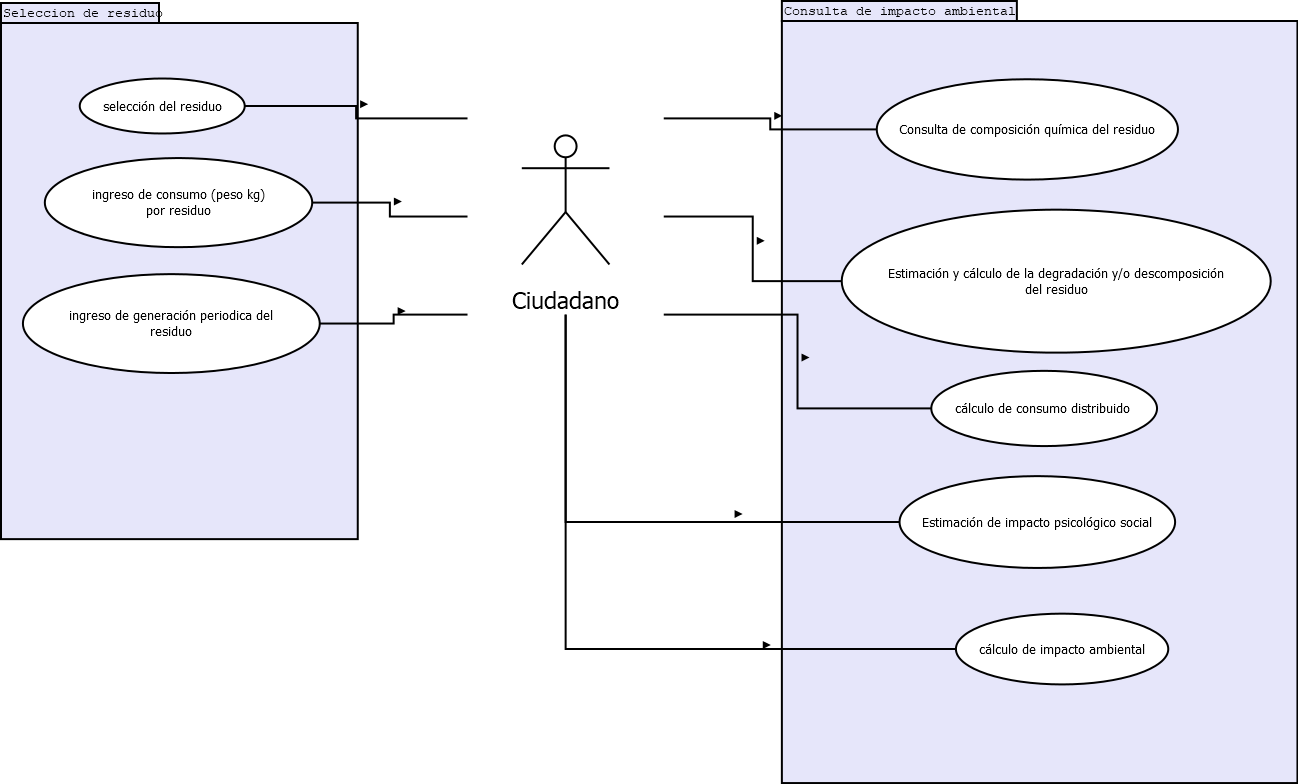 Seleccion de residuo
selección del residuo
ingreso de consumo (peso kg)
por residuo
ingreso de generación periodica del
residuo
Ciudadano
Consulta de impacto ambiental
Consulta de composición química del residuo
Estimación y cálculo de la degradación y/o descomposición
del residuo
cálculo de consumo distribuido
Estimación de impacto psicológico social
cálculo de impacto ambiental